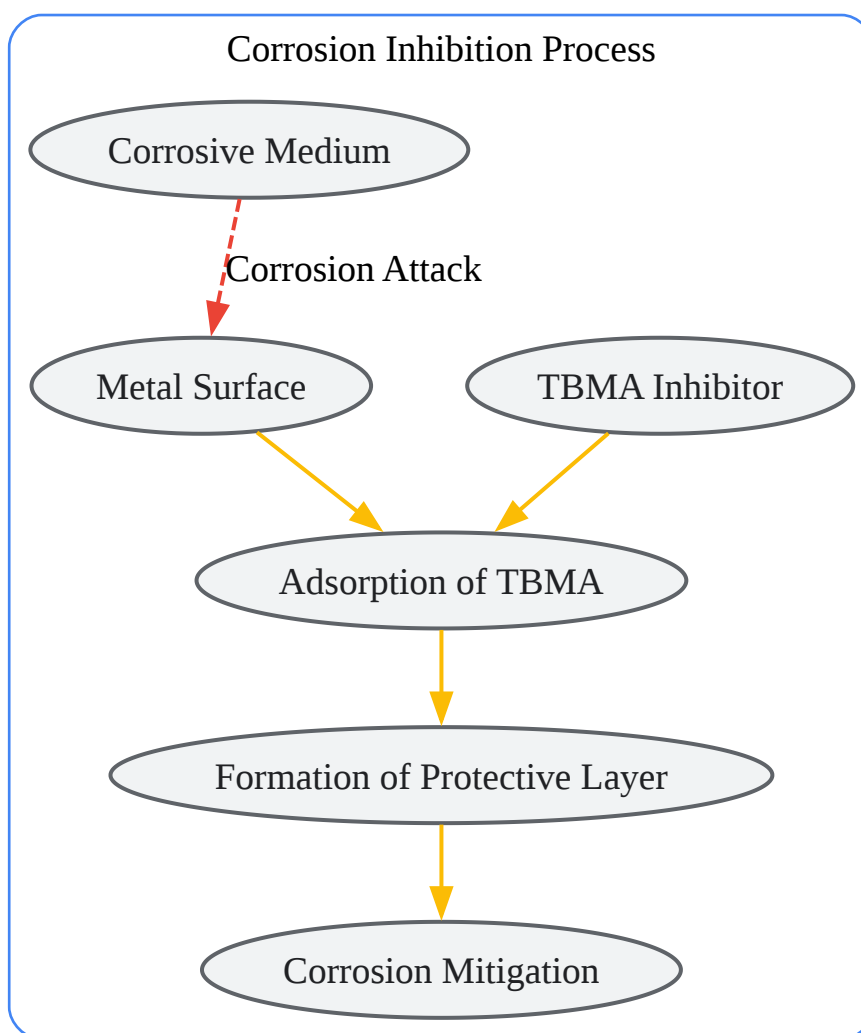 Corrosion Inhibition Process
Corrosive Medium
Corrosion Attack
Metal Surface
TBMA Inhibitor
Adsorption of TBMA
Formation of Protective Layer
Corrosion Mitigation